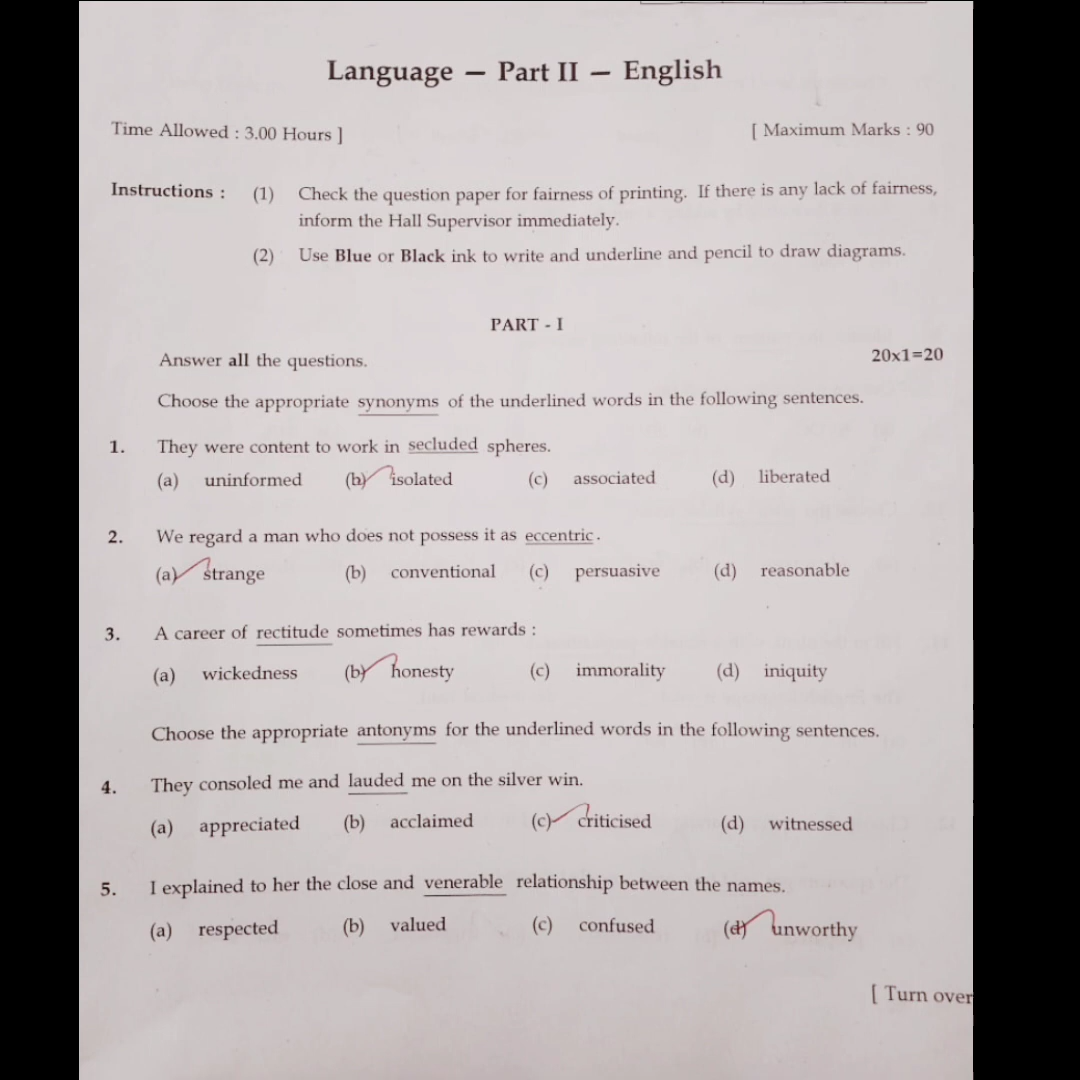 Language — Part II — English
Time Allowed : 3.00 Hours ] [ Maximum Marks : 90
Instructions : (1) Check the question paper for fairness of printing. If there is any lack of fairness,
inform the Hall Supervisor immediately.
(2) Use Blue or Black ink to write and underline and pencil to draw diagrams.
PART - I
Answer all the questions. 20x1=20
Choose the appropriate synonyms of the underlined words in the following sentences.
1. They were content to work in secluded spheres.
(a) uninformed (b) isolated (c) associated (d) liberated
2. We regard a man who does not possess it as eccentric.
(a) strange (b) conventional (c) persuasive (d) reasonable
3. A career of rectitude sometimes has rewards :
(a) wickedness (b) honesty (c) immorality (d) iniquity
Choose the appropriate antonyms for the underlined words in the following sentences.
4. They consoled me and lauded me on the silver win.
(a) appreciated (b) acclaimed (c) criticised (d) witnessed
5. I explained to her the close and venerable relationship between the names.
(a) respected (b) valued (c) confused (d) unworthy
[ Turn over